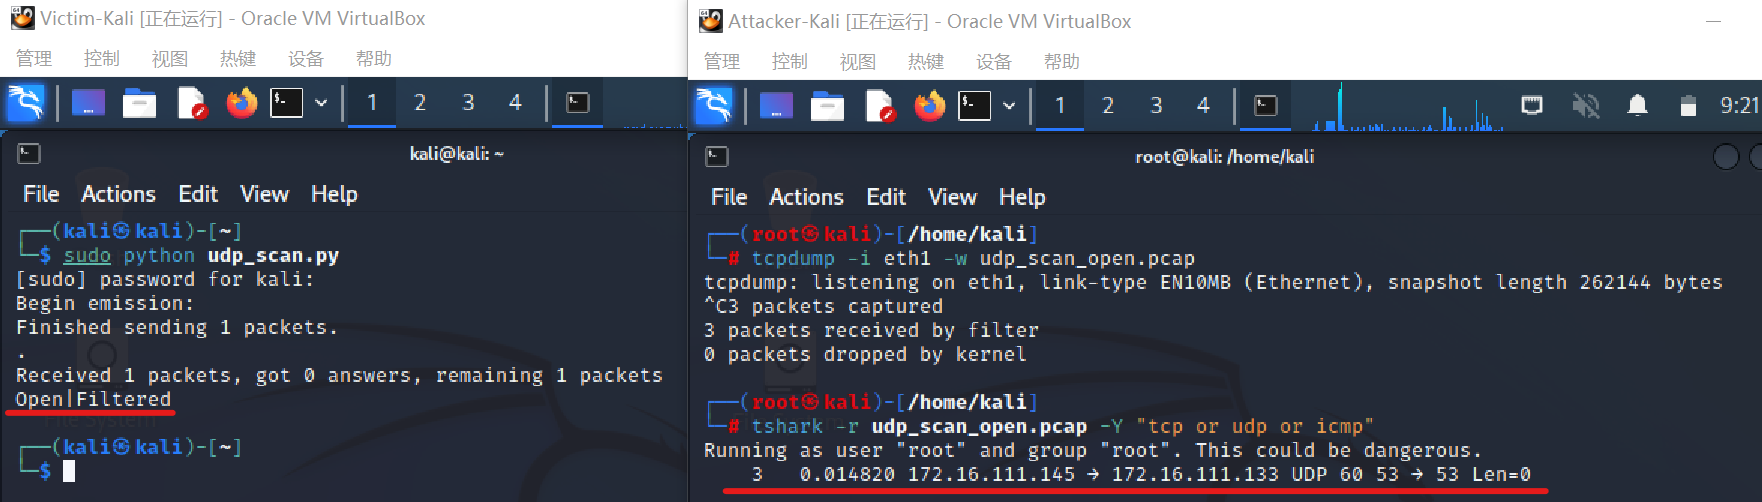 Victim-Kali [正在运行] - Oracle VM VirtualBox
管理 控制 视图 热键 设备 帮助
1 2 3 4
kali@kali: ~
File Actions Edit View Help
┌──(kali㉿kali)-[~]
└─$ sudo python udp_scan.py
[sudo] password for kali:
Begin emission:
Finished sending 1 packets.
.
Received 1 packets, got 0 answers, remaining 1 packets
Open|Filtered
┌──(kali㉿kali)-[~]
└─$
Attacker-Kali [正在运行] - Oracle VM VirtualBox
管理 控制 视图 热键 设备 帮助
1 2 3 4 9:21
root@kali: /home/kali
File Actions Edit View Help
┌──(root㉿kali)-[/home/kali]
└─# tcpdump -i eth1 -w udp_scan_open.pcap
tcpdump: listening on eth1, link-type EN10MB (Ethernet), snapshot length 262144 bytes
^C3 packets captured
3 packets received by filter
0 packets dropped by kernel
┌──(root㉿kali)-[/home/kali]
└─# tshark -r udp_scan_open.pcap -Y "tcp or udp or icmp"
Running as user "root" and group "root". This could be dangerous.
3 0.014820 172.16.111.145 → 172.16.111.133 UDP 60 53 → 53 Len=0